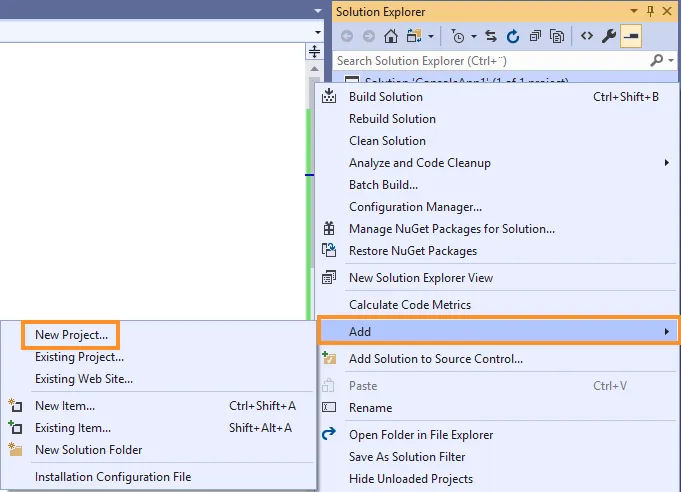 Solution Explorer
Search Solution Explorer (Ctrl+¨)
Solution 'ConsoleApp1' (1 of 1 project)
Build Solution Ctrl+Shift+B
Rebuild Solution
Clean Solution
Analyze and Code Cleanup
Batch Build...
Configuration Manager...
Manage NuGet Packages for Solution...
Restore NuGet Packages
New Solution Explorer View
Calculate Code Metrics
Add
Add Solution to Source Control...
Paste Ctrl+V
Rename
Open Folder in File Explorer
Save As Solution Filter
Hide Unloaded Projects
New Project...
Existing Project...
Existing Web Site...
New Item... Ctrl+Shift+A
Existing Item... Shift+Alt+A
New Solution Folder
Installation Configuration File